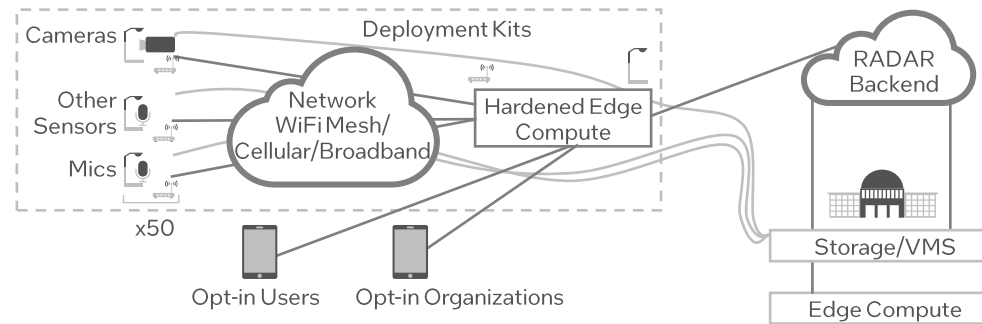 Deployment Kits
Cameras
Other
Sensors
Mics
x50
Network
WiFi Mesh/
Cellular/Broadband
Hardened Edge
Compute
RADAR
Backend
Storage/VMS
Edge Compute
Opt-in Users
Opt-in Organizations